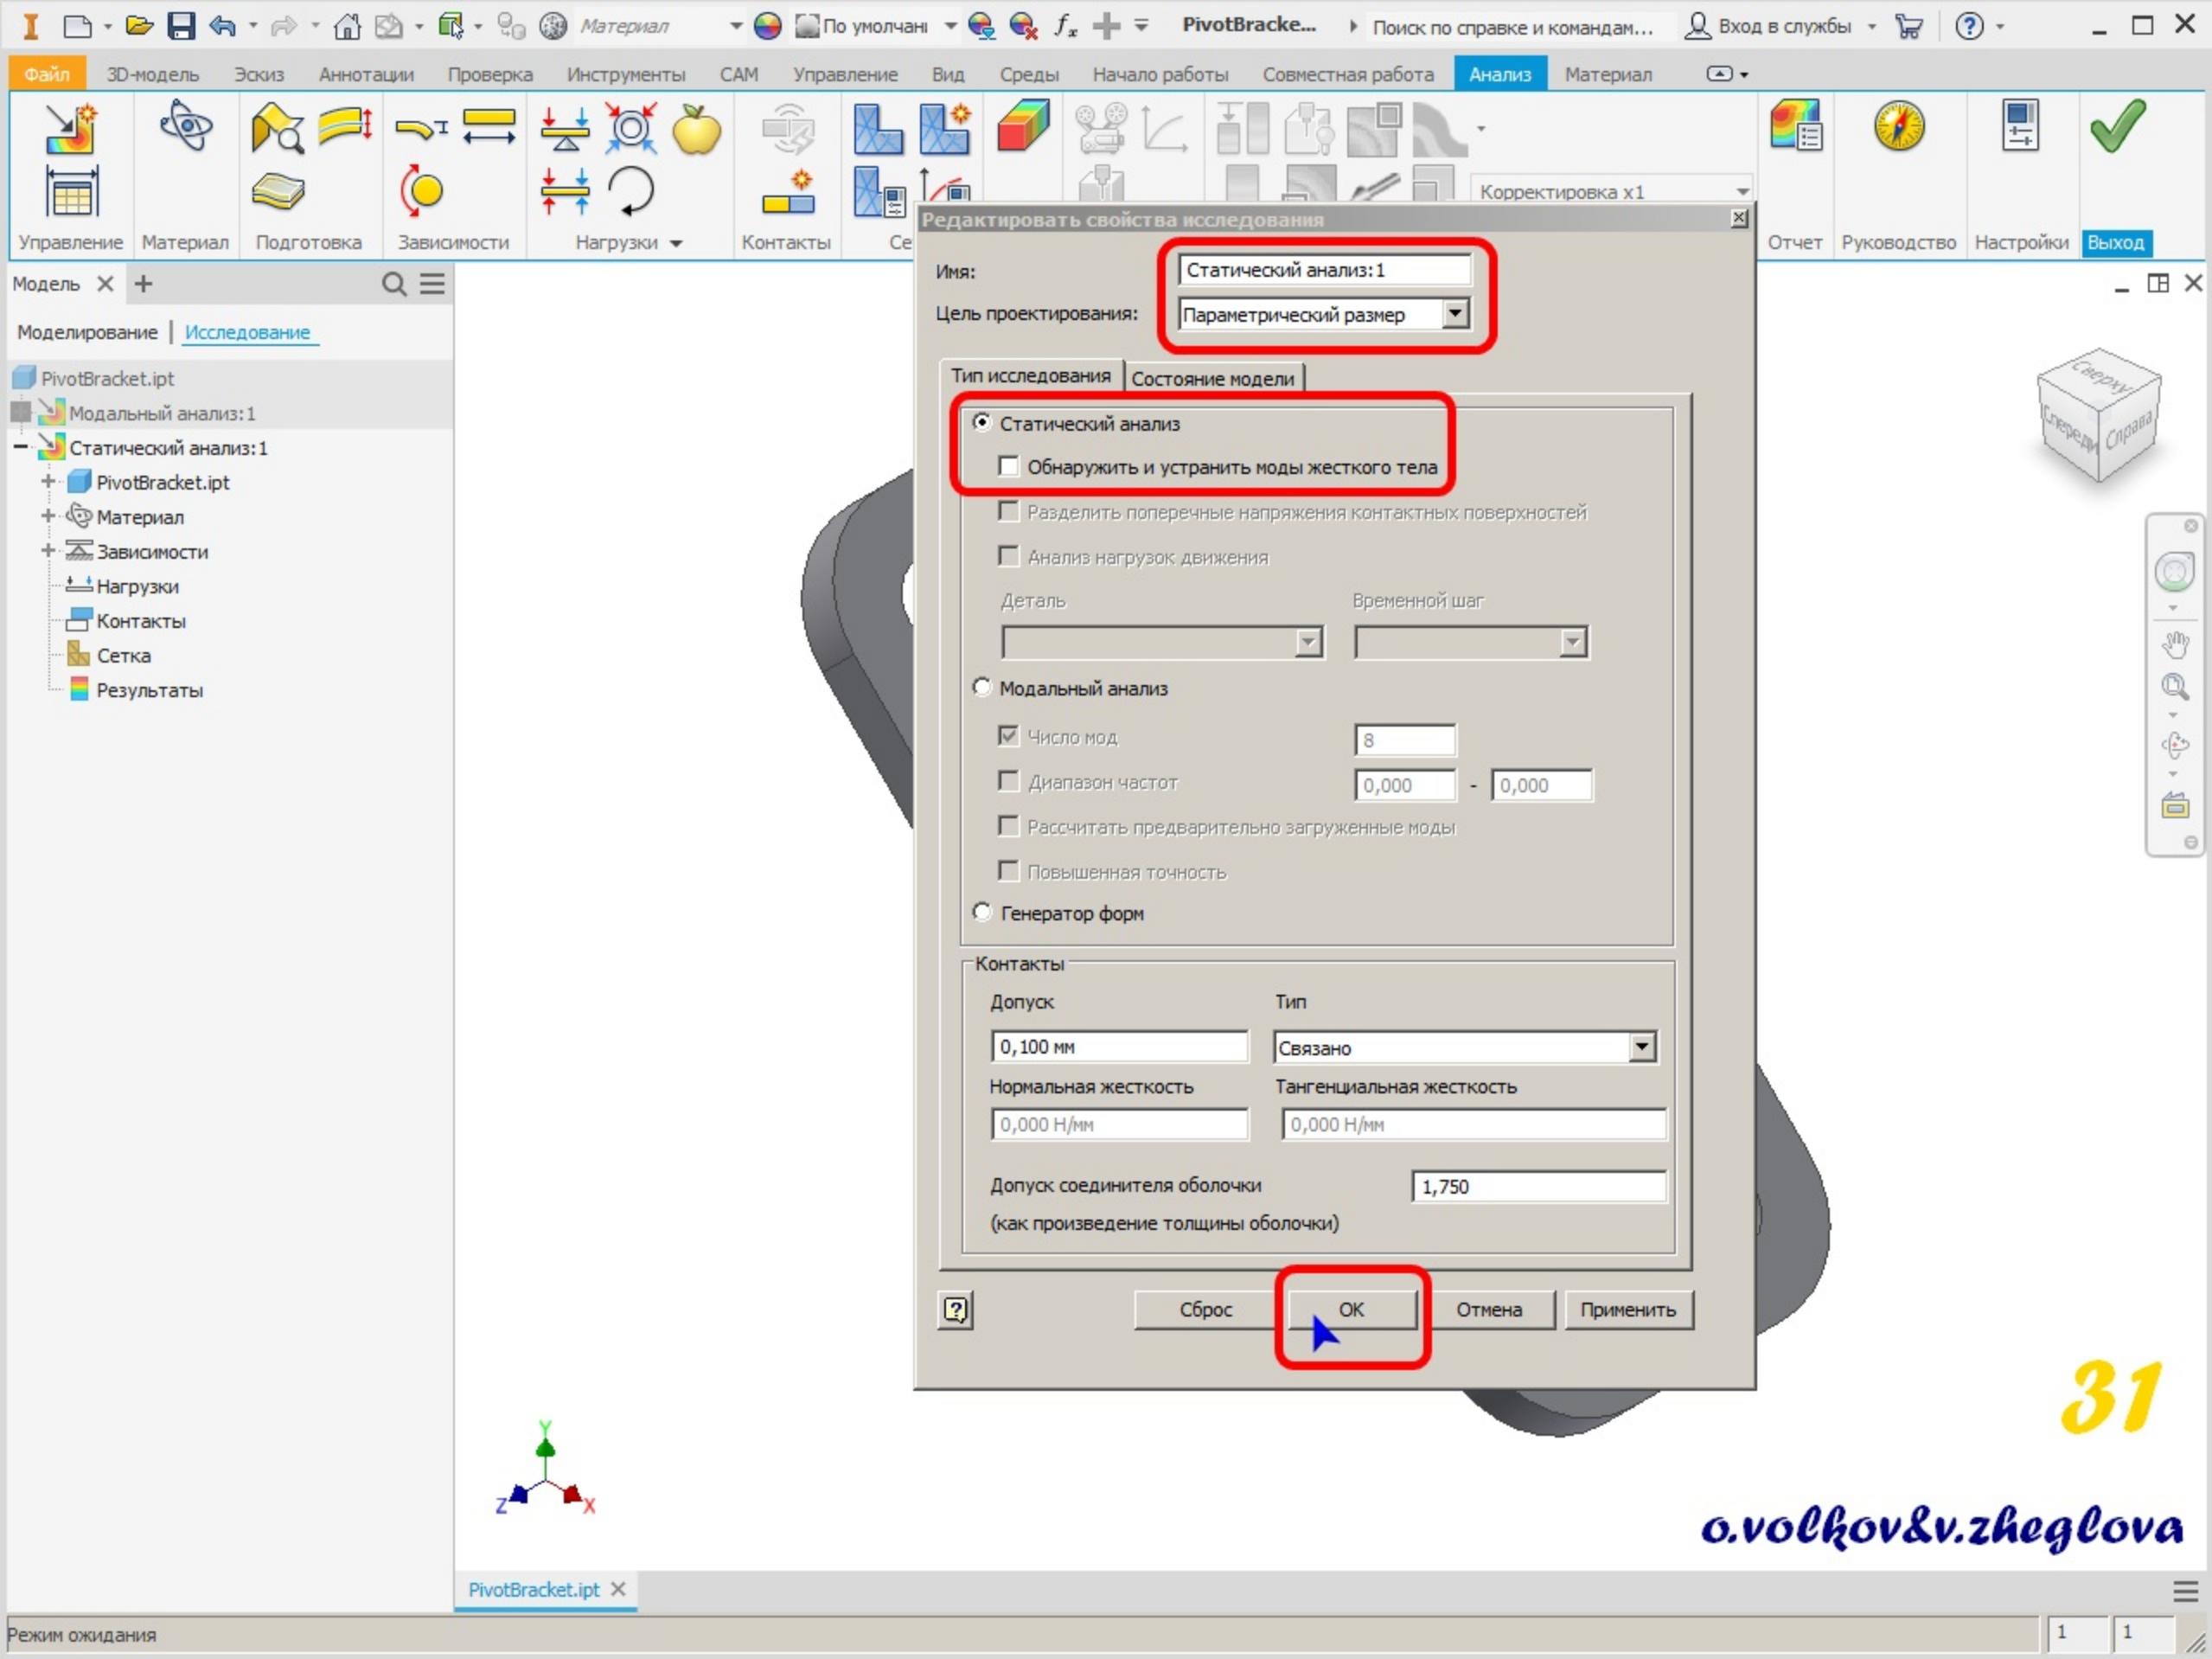 Материал
По умолчані
fx
PivotBracke...
Поиск по справке и командам...
Вход в службы
Файл 3D-модель Эскиз Аннотации Проверка Инструменты CAM Управление Вид Среды Начало работы Совместная работа Анализ Материал
Корректировка x1
Управление Материал Подготовка Зависимости Нагрузки Контакты Се Отчет Руководство Настройки Выход
Модель
Моделирование | Исследование
PivotBracket.ipt
Модальный анализ:1
Статический анализ:1
PivotBracket.ipt
Материал
Зависимости
Нагрузки
Контакты
Сетка
Результаты
Редактировать свойства исследования
Имя: Статический анализ:1
Цель проектирования: Параметрический размер
Тип исследования Состояние модели
Статический анализ
Обнаружить и устранить моды жесткого тела
Разделить поперечные напряжения контактных поверхностей
Анализ нагрузок движения
Деталь Временной шаг
Модальный анализ
Число мод 8
Диапазон частот 0,000 - 0,000
Рассчитать предварительно загруженные моды
Повышенная точность
Генератор форм
Контакты
Допуск Тип
0,100 мм Связано
Нормальная жесткость Тангенциальная жесткость
0,000 Н/мм 0,000 Н/мм
Допуск соединителя оболочки 1,750
(как произведение толщины оболочки)
Сброс OK Отмена Применить
Сверху
Спереди Справа
Y
Z X
31
o.volkov&v.zheglova
PivotBracket.ipt
Режим ожидания 1 1